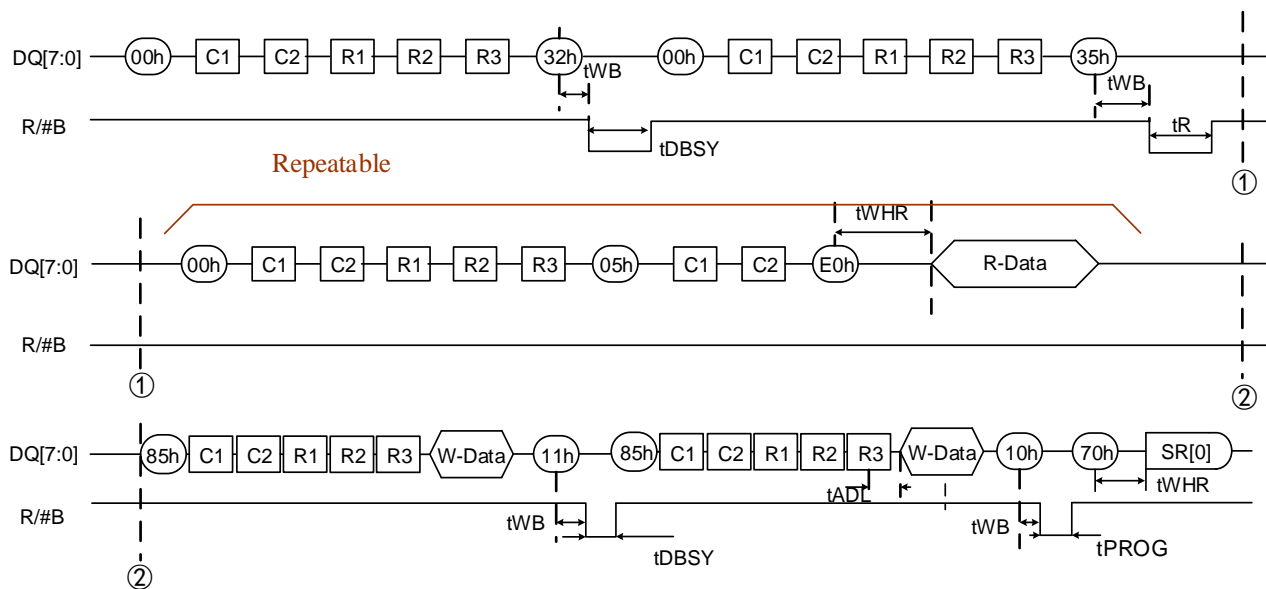 DQ[7:0] 00h C1 C2 R1 R2 R3 32h 00h C1 C2 R1 R2 R3 35h
tWB tWB
R/#B tDBSY tR
Repeatable
①
tWHR
DQ[7:0] 00h C1 C2 R1 R2 R3 05h C1 C2 E0h R-Data
R/#B
① ②
DQ[7:0] 85h C1 C2 R1 R2 R3 W-Data 11h 85h C1 C2 R1 R2 R3 W-Data 10h 70h SR[0]
tADL tWHR
R/#B tWB tWB
tDBSY tPROG
②